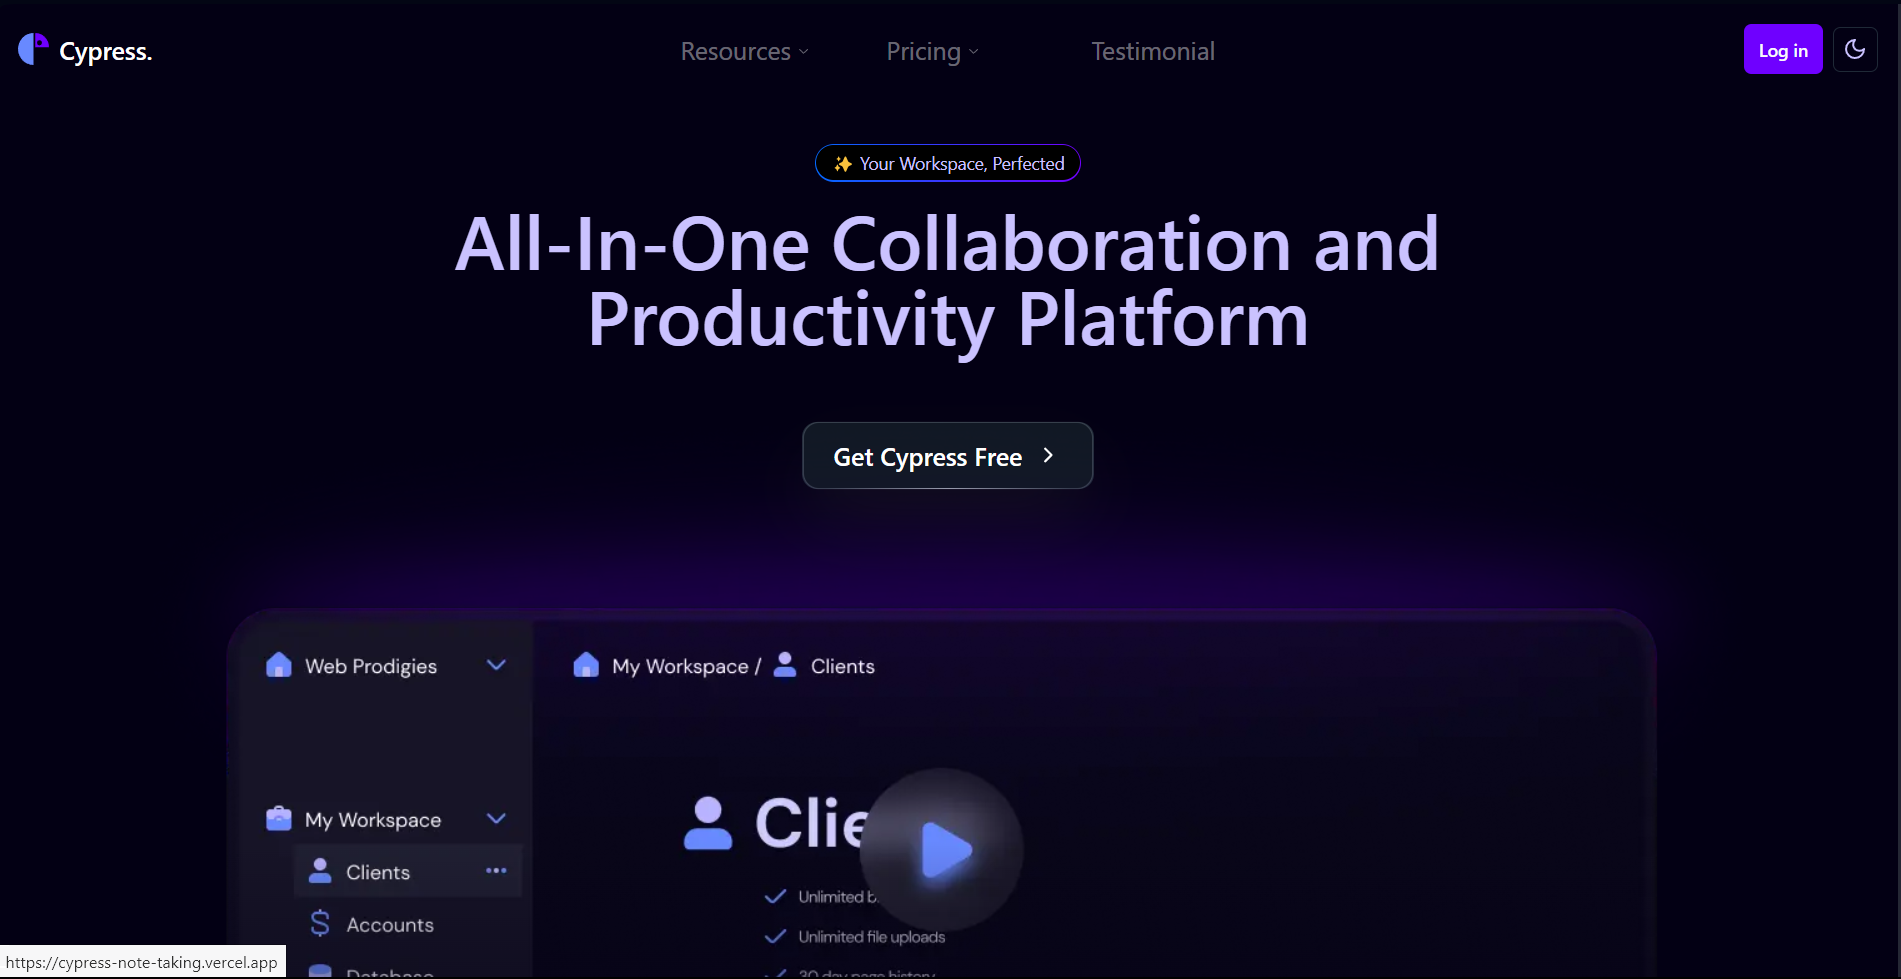 Cypress.
Resources
Pricing
Testimonial
Log in
✨ Your Workspace, Perfected
All-In-One Collaboration and
Productivity Platform
Get Cypress Free
Web Prodigies
My Workspace / Clients
My Workspace
Clients
Accounts
Database
Clie
Unlimited b
Unlimited file uploads
30 day page history
https://cypress-note-taking.vercel.app